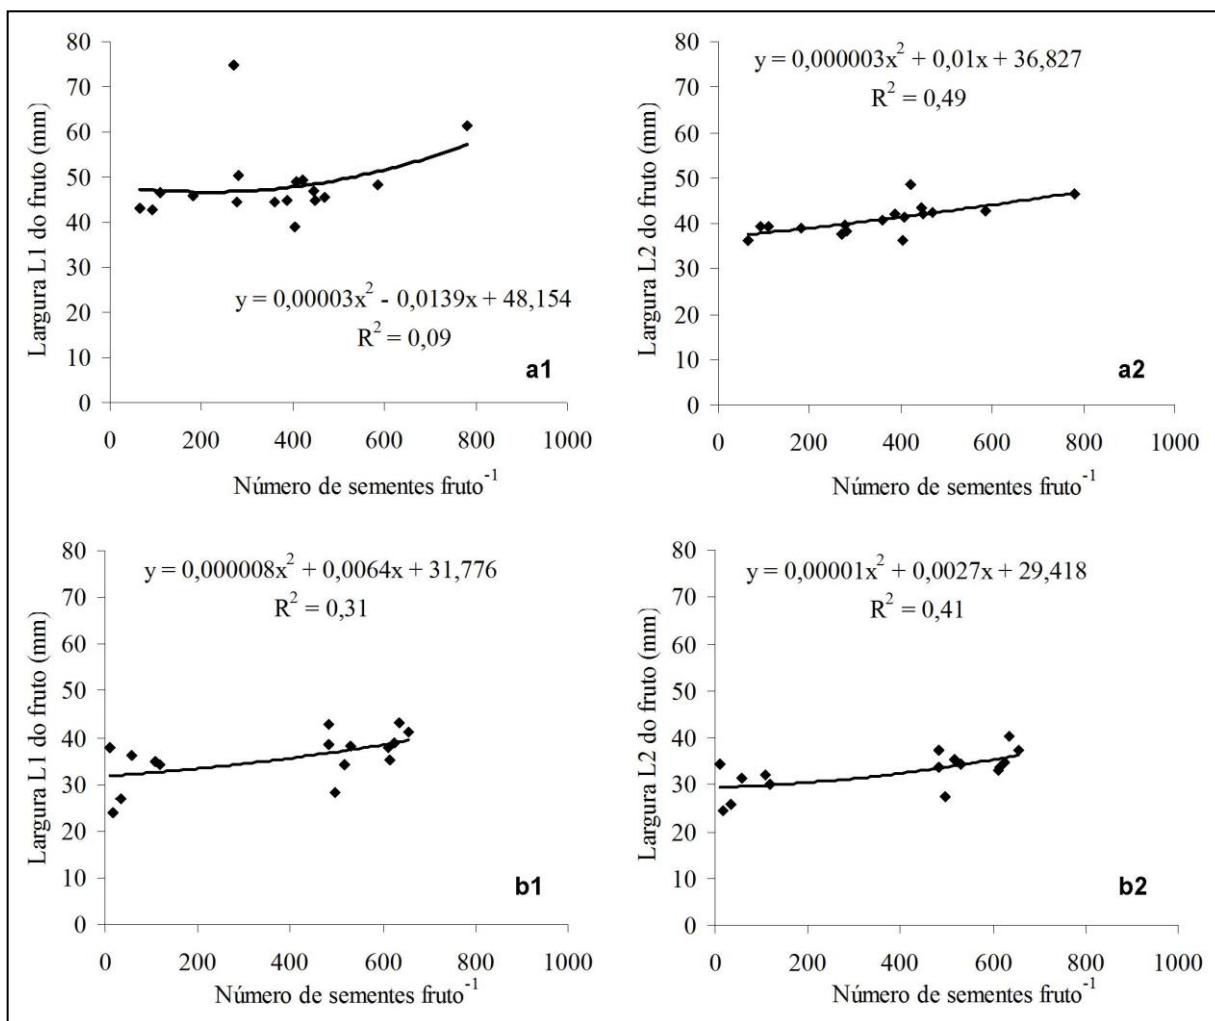 Largura L1 do fruto (mm)
80
70
60
50
40
30
20
10
0
y = 0,00003x² - 0,0139x + 48,154
R² = 0,09
a1
0 200 400 600 800 1000
Número de sementes fruto⁻¹
Largura L2 do fruto (mm)
80
70
60
50
40
30
20
10
0
y = 0,000003x² + 0,01x + 36,827
R² = 0,49
a2
0 200 400 600 800 1000
Número de sementes fruto⁻¹
Largura L1 do fruto (mm)
80
70
60
50
40
30
20
10
0
y = 0,000008x² + 0,0064x + 31,776
R² = 0,31
b1
0 200 400 600 800 1000
Número de sementes fruto⁻¹
Largura L2 do fruto (mm)
80
70
60
50
40
30
20
10
0
y = 0,00001x² + 0,0027x + 29,418
R² = 0,41
b2
0 200 400 600 800 1000
Número de sementes fruto⁻¹